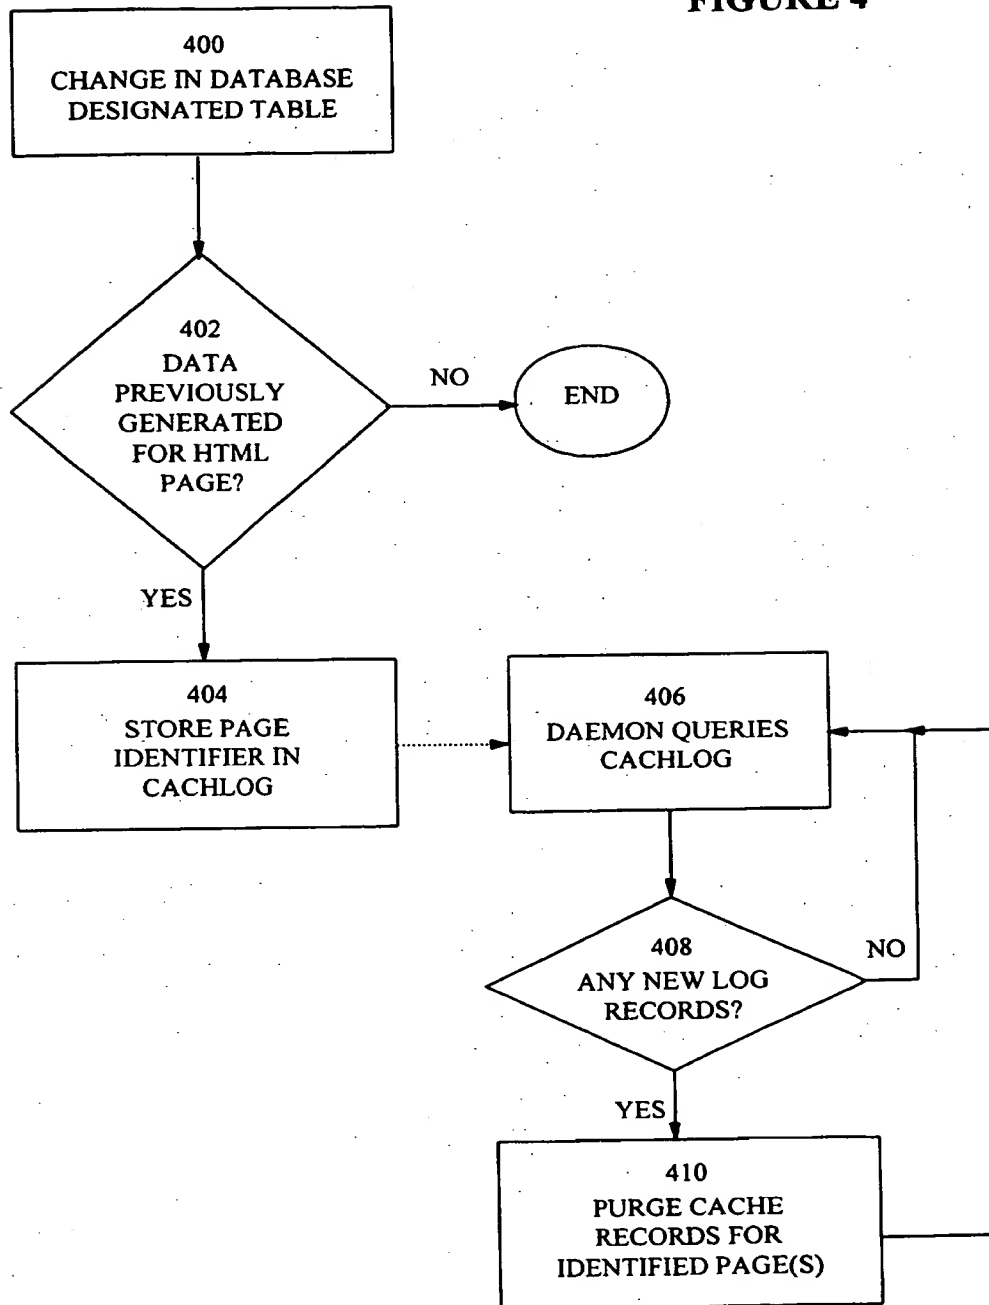 FIGURE 4
400
CHANGE IN DATABASE
DESIGNATED TABLE
402
DATA
PREVIOUSLY
GENERATED
FOR HTML
PAGE?
NO
END
YES
404
STORE PAGE
IDENTIFIER IN
CACHLOG
406
DAEMON QUERIES
CACHLOG
408
ANY NEW LOG
RECORDS?
NO
YES
410
PURGE CACHE
RECORDS FOR
IDENTIFIED PAGE(S)